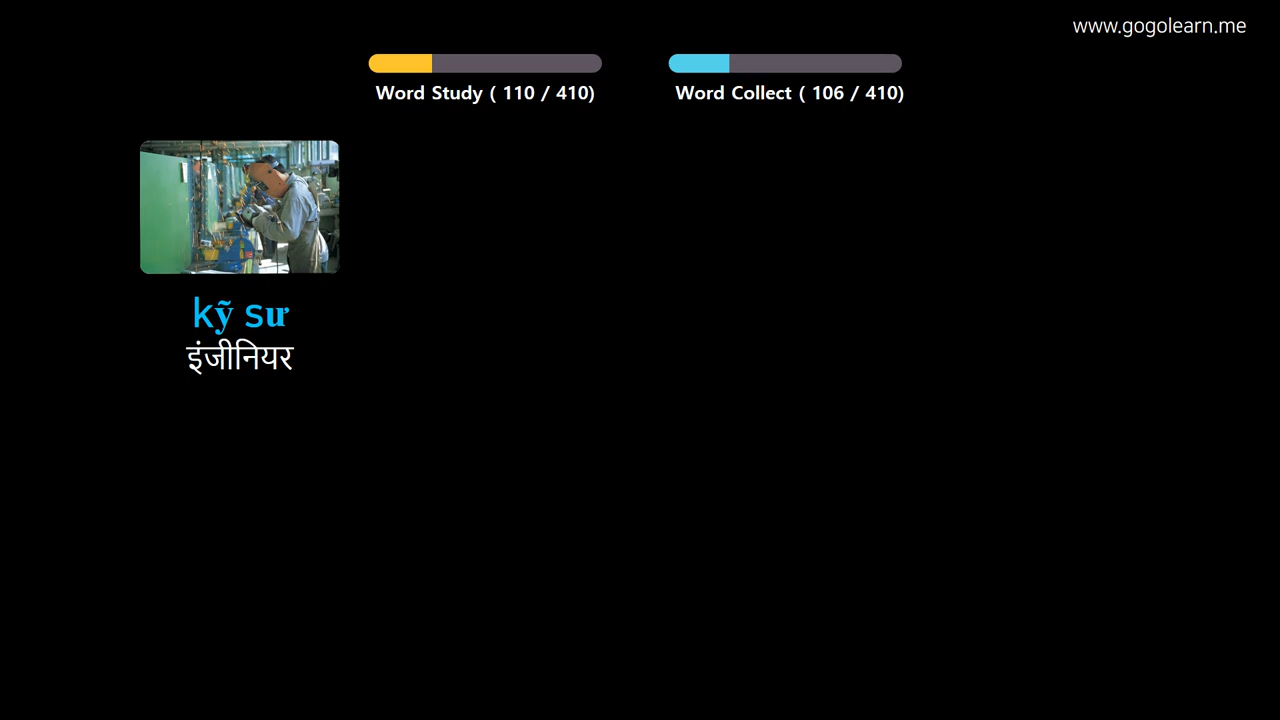 www.gogolearn.me
Word Study ( 110 / 410)
Word Collect ( 106 / 410)
kỹ sư
इंजीनियर